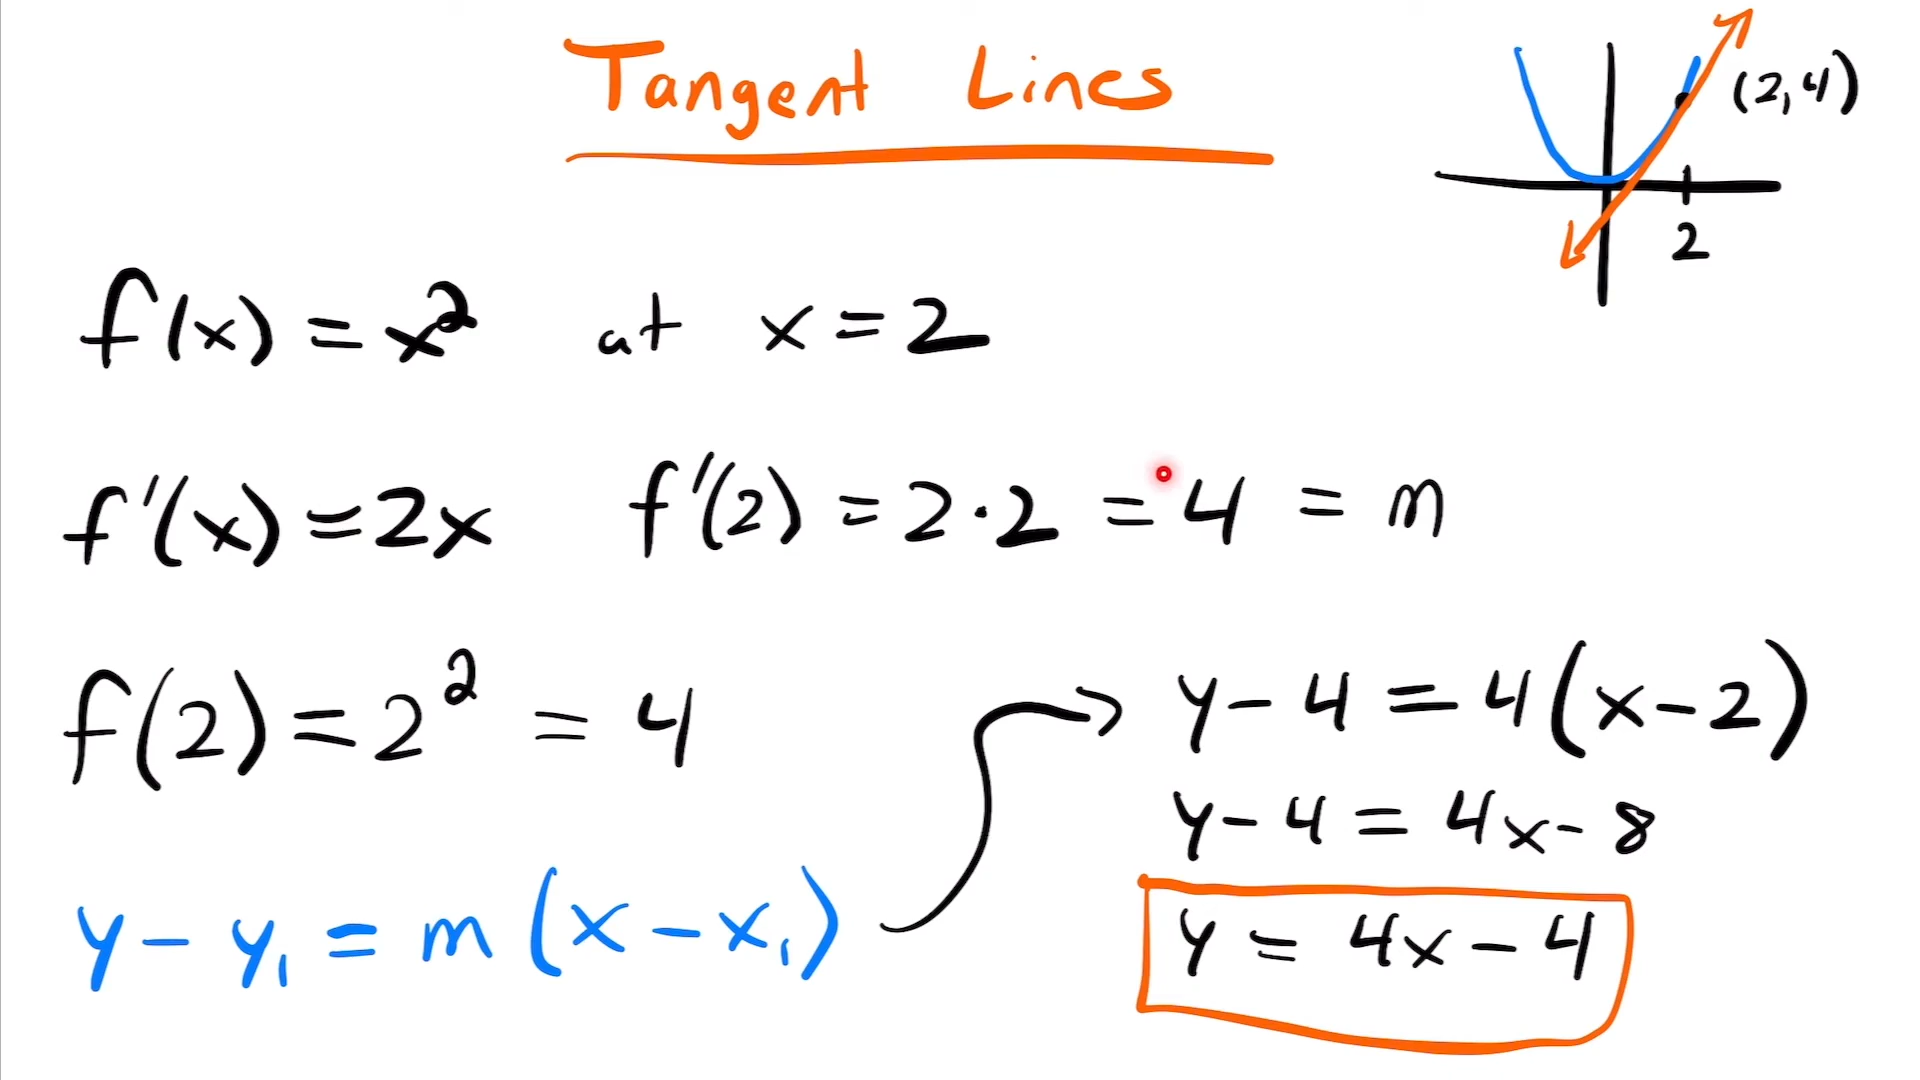 Tangent Lines
(2,4)
2
f(x) = x² at x = 2
f'(x) = 2x f'(2) = 2·2 = 4 = m
f(2) = 2² = 4
y - y₁ = m(x - x₁)
y - 4 = 4(x - 2)
y - 4 = 4x - 8
y = 4x - 4